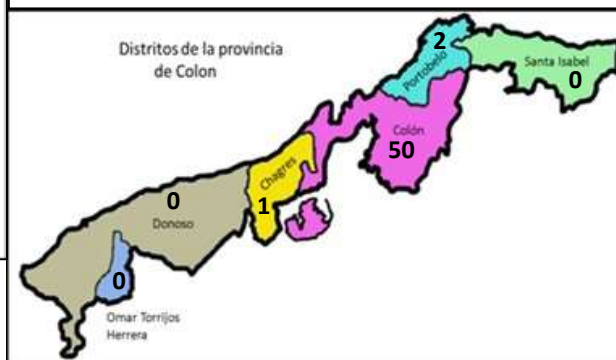 Distritos de la provincia
de Colon
2
Portobelo
Santa Isabel
0
Colón
50
Chagres
1
0
Donoso
0
Omar Torrijos
Herrera